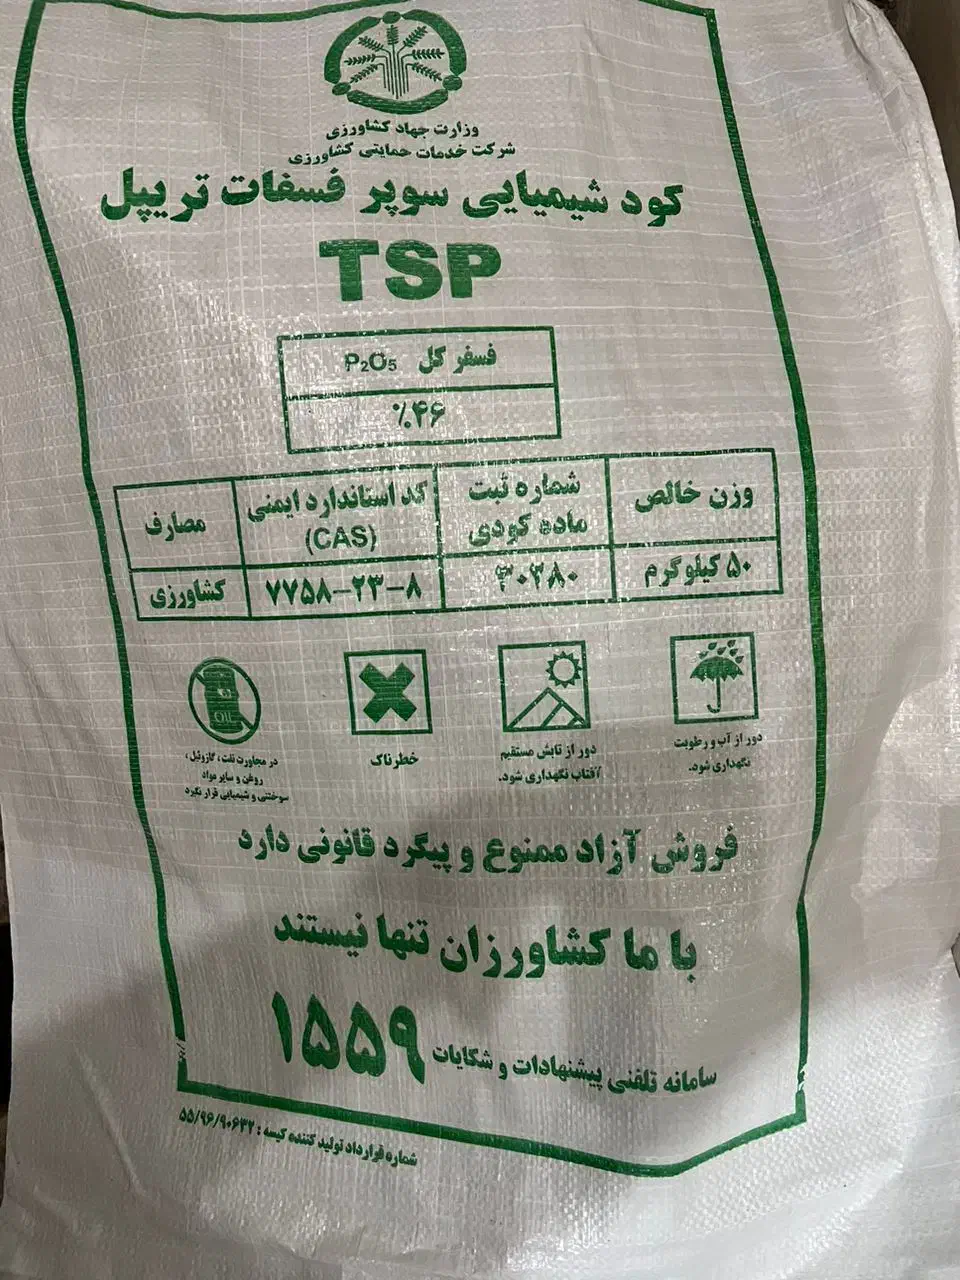 وزارت جهاد کشاورزی
شرکت خدمات حمایتی کشاورزی
کود شیمیایی سوپر فسفات تریپل
TSP
فسفر کل P₂O₅
٪۴۶
وزن خالص
شماره ثبت ماده کودی
کد استاندارد ایمنی (CAS)
مصارف
۵۰ کیلوگرم
۷۷۵۸-۲۳-۸
کشاورزی
دور از آب و رطوبت
نگهداری شود.
دور از تابش مستقیم
آفتاب نگهداری شود.
خطرناک
OIL
در مجاورت نفت، گازوئیل،
روغن و سایر مواد
سوختنی و شیمیایی قرار نگیرد
فروش آزاد ممنوع و پیگرد قانونی دارد
با ما کشاورزان تنها نیستند
سامانه تلفنی پیشنهادات و شکایات ۱۵۵۹
شماره قرارداد تولید کننده کیسه : ۵۵/۹۶/۹۰۶۳۲